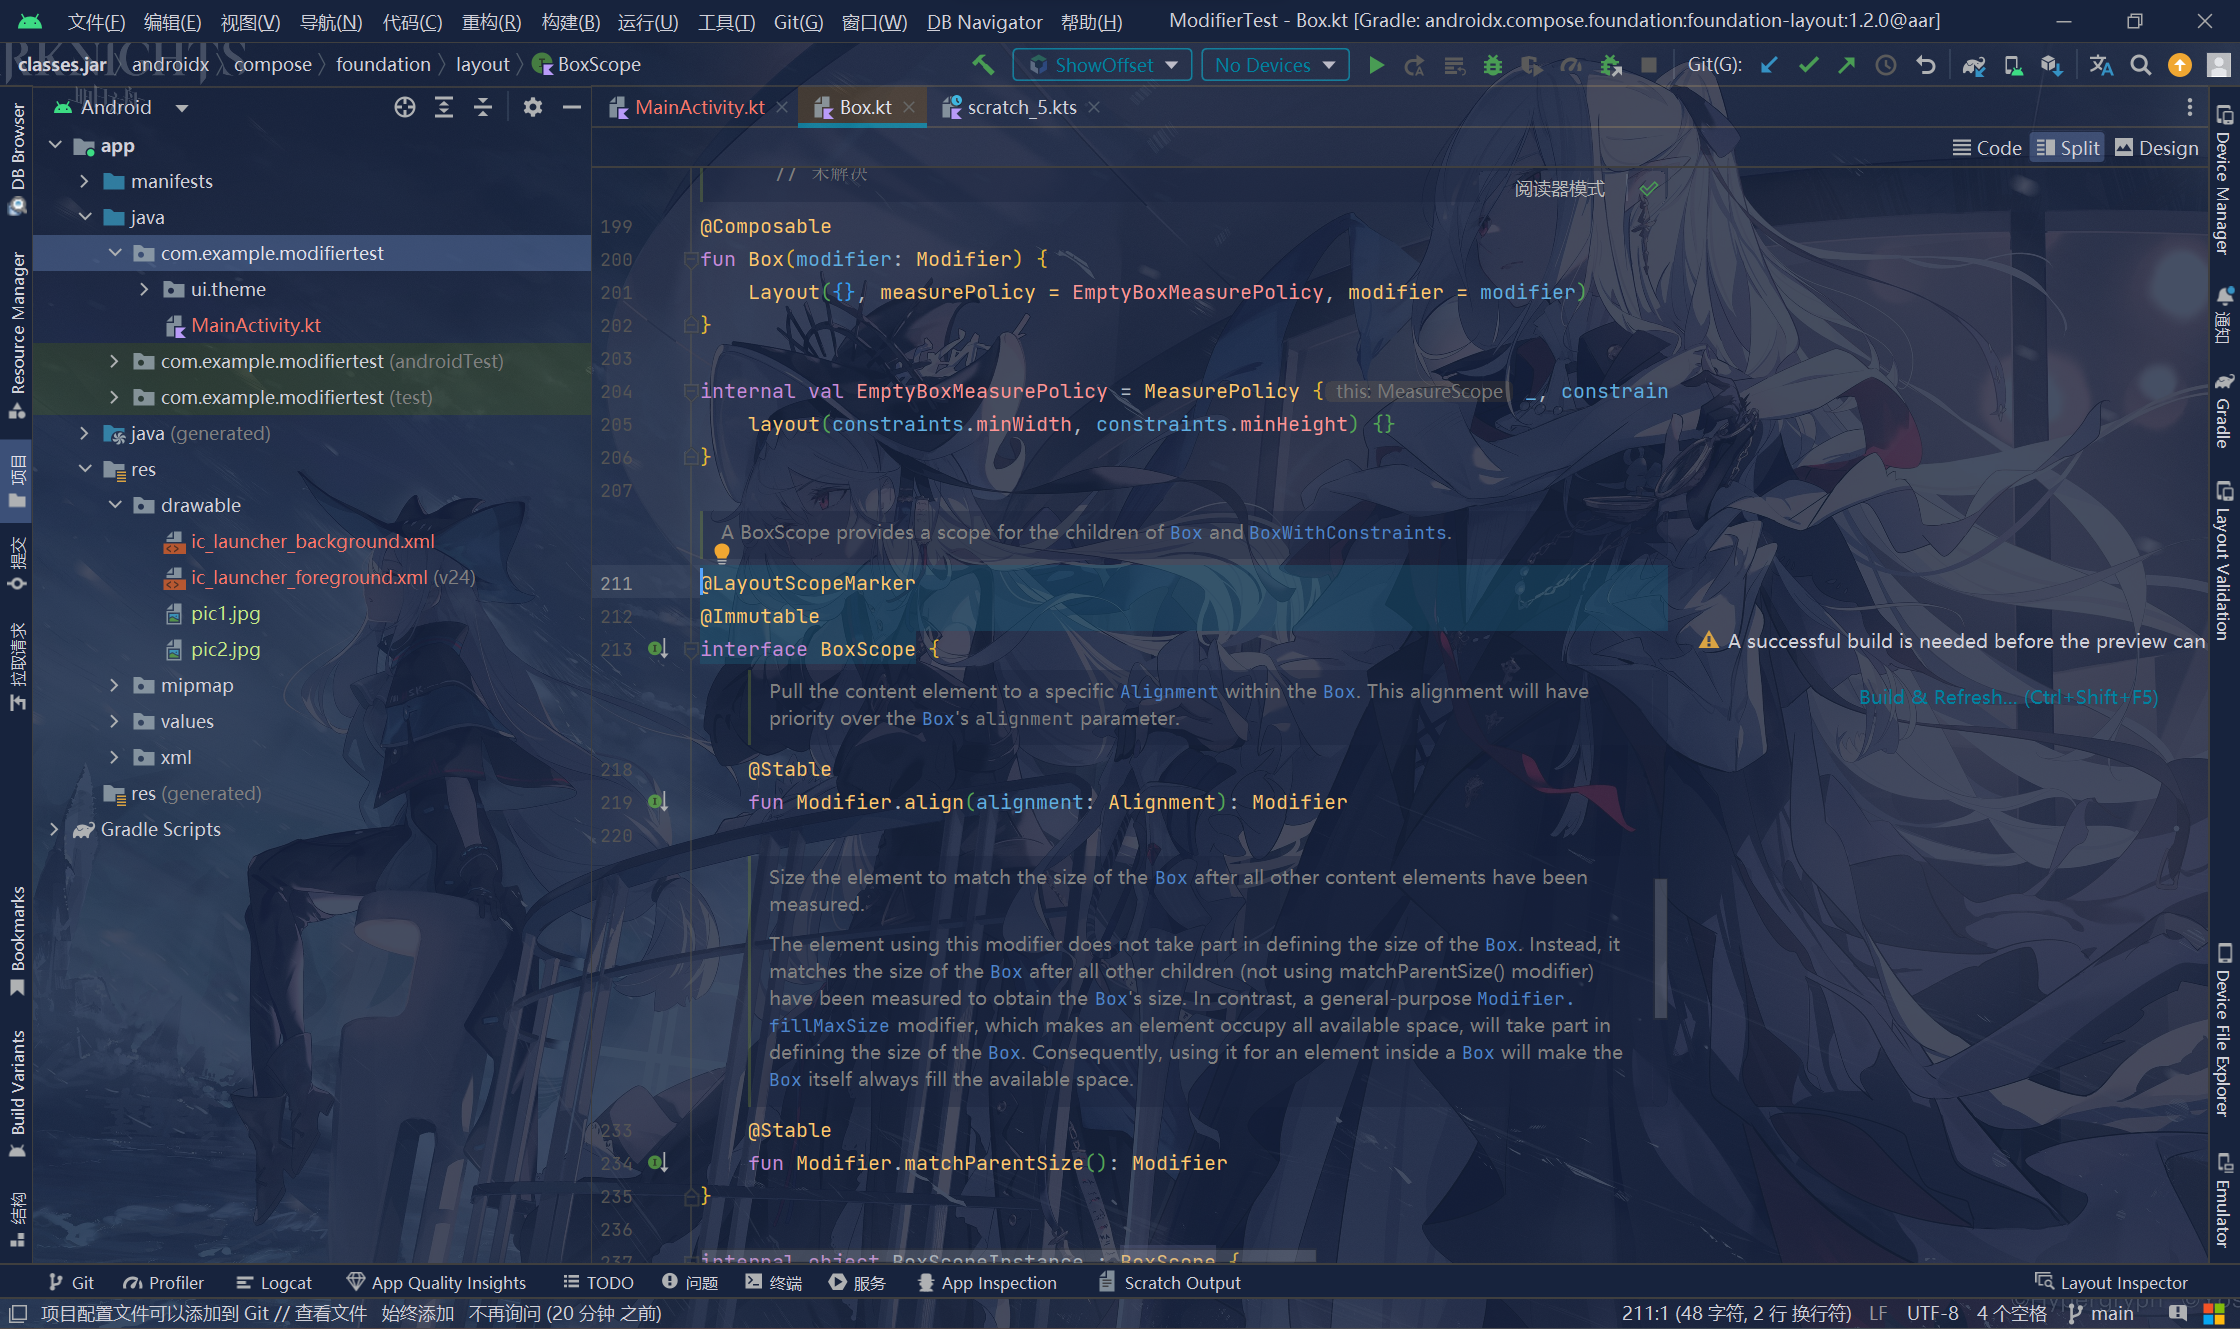 文件(F) 编辑(E) 视图(V) 导航(N) 代码(C) 重构(R) 构建(B) 运行(U) 工具(T) Git(G) 窗口(W) DB Navigator 帮助(H) ModifierTest - Box.kt [Gradle: androidx.compose.foundation:foundation-layout:1.2.0@aar]
classes.jar androidx compose foundation layout BoxScope ShowOffset No Devices Git(G):
Android
MainActivity.kt Box.kt scratch_5.kts
Code Split Design
app
manifests
java
com.example.modifiertest
ui.theme
MainActivity.kt
com.example.modifiertest (androidTest)
com.example.modifiertest (test)
java (generated)
res
drawable
ic_launcher_background.xml
ic_launcher_foreground.xml (v24)
pic1.jpg
pic2.jpg
mipmap
values
xml
res (generated)
Gradle Scripts
DB Browser
Resource Manager
项目
提交
拉取请求
Bookmarks
Build Variants
结构
// 未解决
阅读器模式
199 @Composable
200 fun Box(modifier: Modifier) {
201 Layout({}, measurePolicy = EmptyBoxMeasurePolicy, modifier = modifier)
202 }
203
204 internal val EmptyBoxMeasurePolicy = MeasurePolicy { this: MeasureScope _, constrain
205 layout(constraints.minWidth, constraints.minHeight) {}
206 }
207
A BoxScope provides a scope for the children of Box and BoxWithConstraints.
211 @LayoutScopeMarker
212 @Immutable
213 interface BoxScope {
Pull the content element to a specific Alignment within the Box. This alignment will have
priority over the Box's alignment parameter.
218 @Stable
219 fun Modifier.align(alignment: Alignment): Modifier
220
Size the element to match the size of the Box after all other content elements have been
measured.
The element using this modifier does not take part in defining the size of the Box. Instead, it
matches the size of the Box after all other children (not using matchParentSize() modifier)
have been measured to obtain the Box's size. In contrast, a general-purpose Modifier.
fillMaxSize modifier, which makes an element occupy all available space, will take part in
defining the size of the Box. Consequently, using it for an element inside a Box will make the
Box itself always fill the available space.
233 @Stable
234 fun Modifier.matchParentSize(): Modifier
235 }
236
237 internal object BoxScopeInstance : BoxScope {
A successful build is needed before the preview can
Build & Refresh... (Ctrl+Shift+F5)
Device Manager
通知
Gradle
Layout Validation
Device File Explorer
Emulator
Git Profiler Logcat App Quality Insights TODO 问题 终端 服务 App Inspection Scratch Output Layout Inspector
项目配置文件可以添加到 Git // 查看文件 始终添加 不再询问 (20 分钟 之前) 211:1 (48 字符, 2 行 换行符) LF UTF-8 4 个空格 main